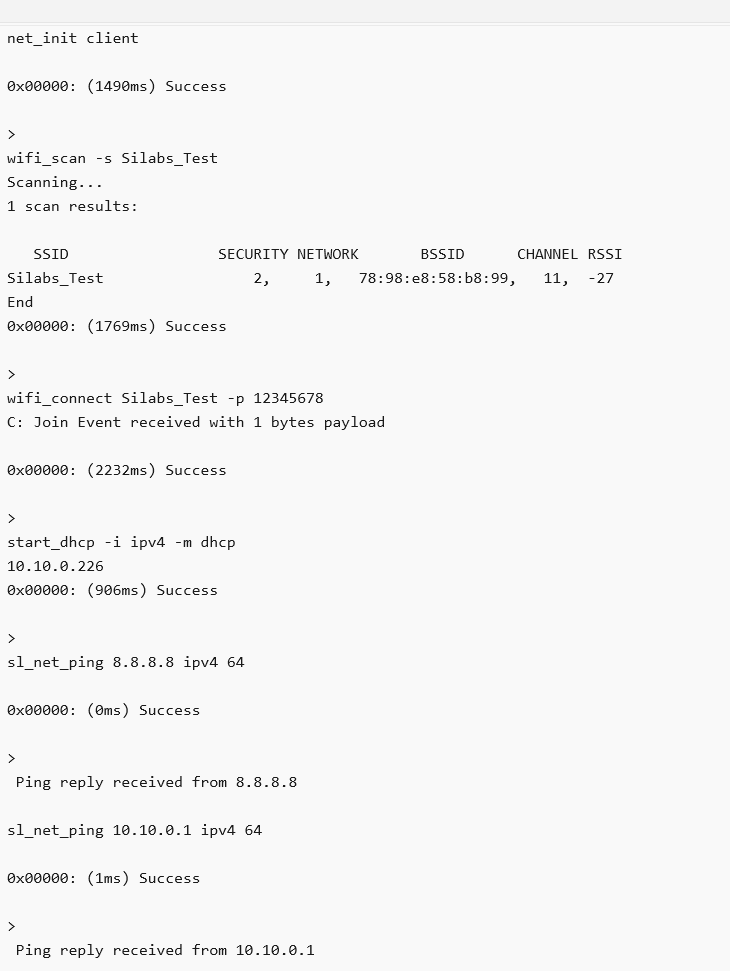 net_init client
0x00000: (1490ms) Success
>
wifi_scan -s Silabs_Test
Scanning...
1 scan results:
SSID SECURITY NETWORK BSSID CHANNEL RSSI
Silabs_Test 2, 1, 78:98:e8:58:b8:99, 11, -27
End
0x00000: (1769ms) Success
>
wifi_connect Silabs_Test -p 12345678
C: Join Event received with 1 bytes payload
0x00000: (2232ms) Success
>
start_dhcp -i ipv4 -m dhcp
10.10.0.226
0x00000: (906ms) Success
>
sl_net_ping 8.8.8.8 ipv4 64
0x00000: (0ms) Success
>
Ping reply received from 8.8.8.8
sl_net_ping 10.10.0.1 ipv4 64
0x00000: (1ms) Success
>
Ping reply received from 10.10.0.1